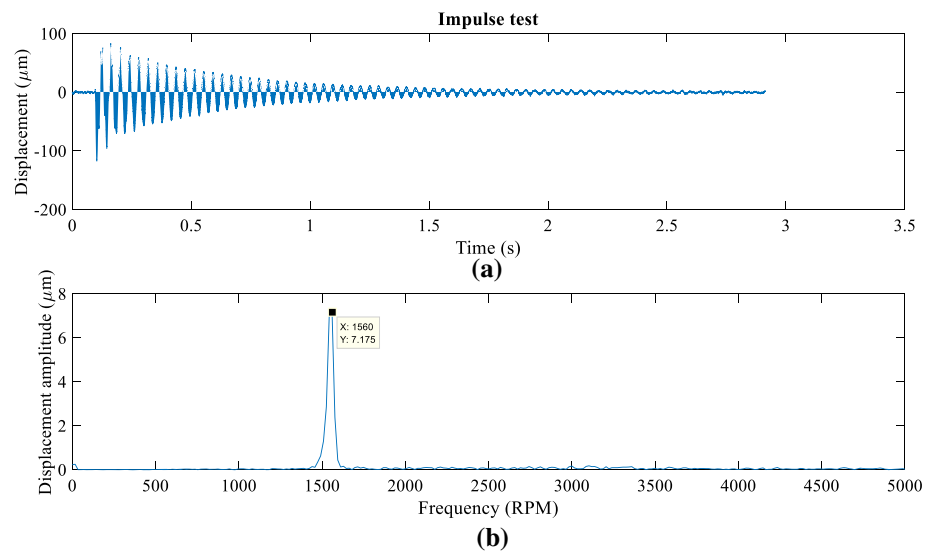 Impulse test
Displacement (μm)
100
0
-100
-200
0 0.5 1 1.5 2 2.5 3 3.5
Time (s)
(a)
Displacement amplitude (μm)
8
6
4
2
0
X: 1560
Y: 7.175
0 500 1000 1500 2000 2500 3000 3500 4000 4500 5000
Frequency (RPM)
(b)